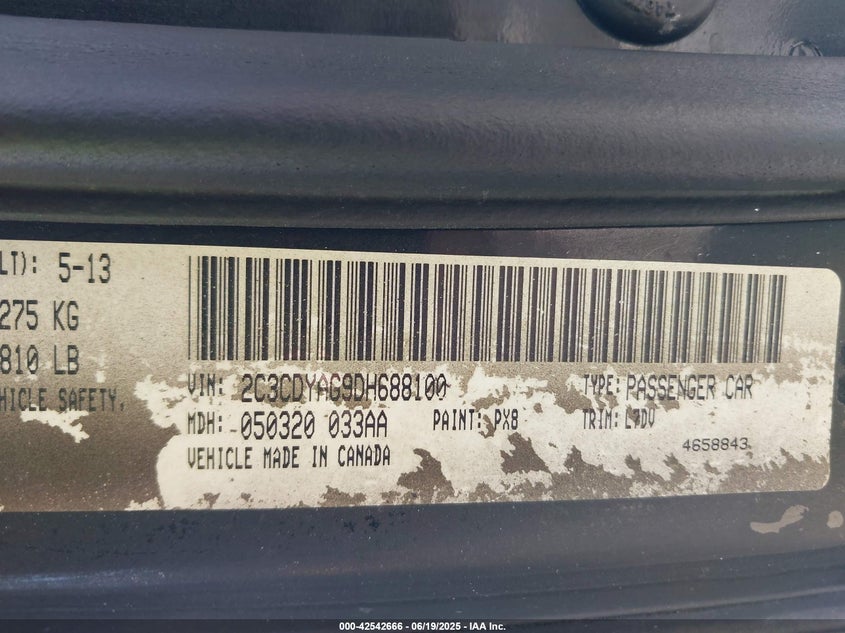 LT): 5-13
275 KG
810 LB
HICLE SAFETY.
VIN: 2C3CDYAG9DH688100 TYPE: PASSENGER CAR
MDH: 050320 033AA PAINT: PX8 TRIM: L7DV
4658843
VEHICLE MADE IN CANADA
000-42542666 - 06/19/2025 - IAA Inc.